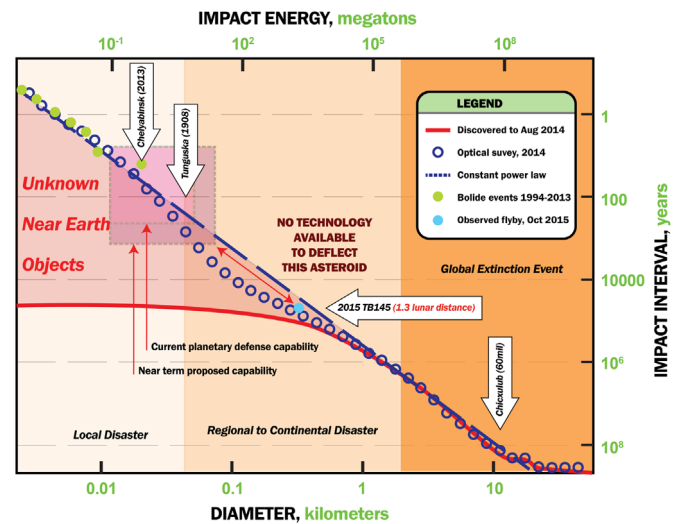 IMPACT ENERGY, megatons
10-1
10²
10⁵
10⁸
Chelyabinsk (2013)
Tunguska (1908)
LEGEND
Discovered to Aug 2014
Optical suvey, 2014
Constant power law
Bolide events 1994-2013
Observed flyby, Oct 2015
1
100
10000
10⁶
10⁸
IMPACT INTERVAL, years
Unknown
Near Earth
Objects
NO TECHNOLOGY
AVAILABLE
TO DEFLECT
THIS ASTEROID
Global Extinction Event
2015 TB145 (1.3 lunar distance)
Current planetary defense capability
Near term proposed capability
Chicxulub (60mil)
Local Disaster
Regional to Continental Disaster
0.01
0.1
1
10
DIAMETER, kilometers